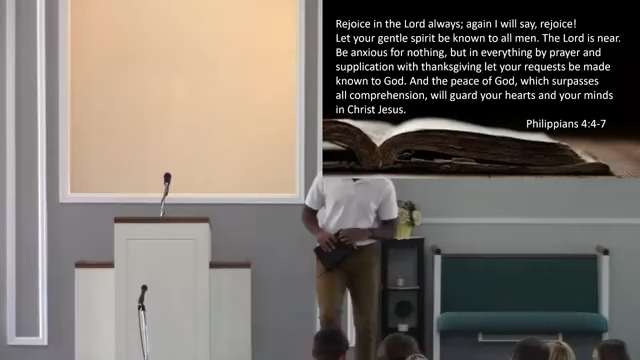 Rejoice in the Lord always; again I will say, rejoice!
Let your gentle spirit be known to all men. The Lord is near.
Be anxious for nothing, but in everything by prayer and
supplication with thanksgiving let your requests be made
known to God. And the peace of God, which surpasses
all comprehension, will guard your hearts and your minds
in Christ Jesus.
Philippians 4:4-7